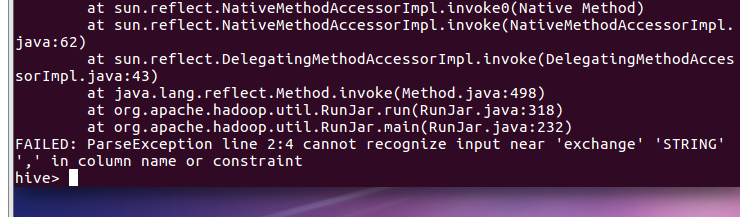 at sun.reflect.NativeMethodAccessorImpl.invoke0(Native Method)
at sun.reflect.NativeMethodAccessorImpl.invoke(NativeMethodAccessorImpl.
java:62)
at sun.reflect.DelegatingMethodAccessorImpl.invoke(DelegatingMethodAcces
sorImpl.java:43)
at java.lang.reflect.Method.invoke(Method.java:498)
at org.apache.hadoop.util.RunJar.run(RunJar.java:318)
at org.apache.hadoop.util.RunJar.main(RunJar.java:232)
FAILED: ParseException line 2:4 cannot recognize input near 'exchange' 'STRING'
',' in column name or constraint
hive>